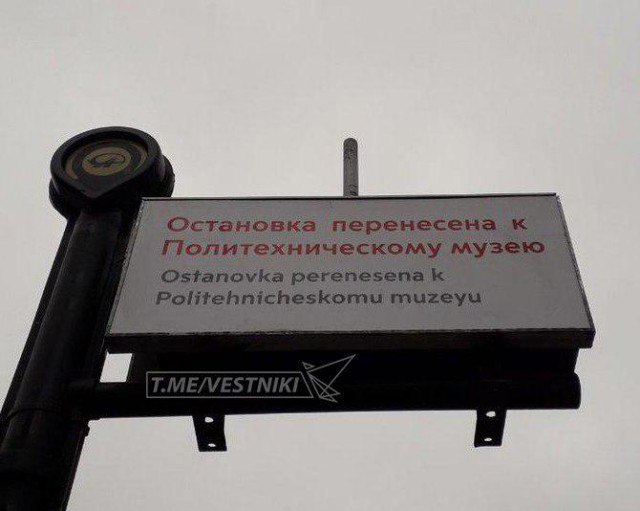 Остановка перенесена к
Политехническому музею
Ostanovka perenesena k
Politehnicheskomu muzeyu
T.ME/VESTNIKI